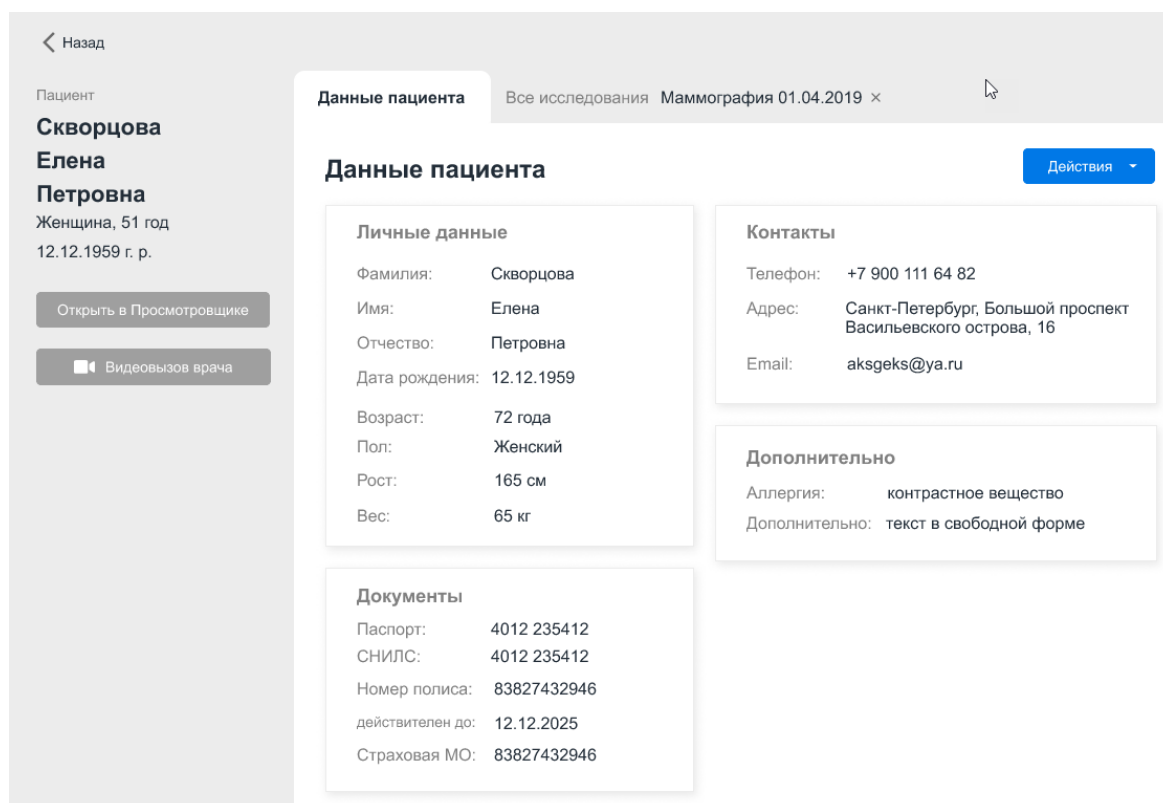 Назад
Пациент
Скворцова
Елена
Петровна
Женщина, 51 год
12.12.1959 г. р.
Открыть в Просмотровщике
Видеовызов врача
Данные пациента
Все исследования
Маммография 01.04.2019 ×
Данные пациента
Действия
Личные данные
Фамилия: Скворцова
Имя: Елена
Отчество: Петровна
Дата рождения: 12.12.1959
Возраст: 72 года
Пол: Женский
Рост: 165 см
Вес: 65 кг
Документы
Паспорт: 4012 235412
СНИЛС: 4012 235412
Номер полиса: 83827432946
действителен до: 12.12.2025
Страховая МО: 83827432946
Контакты
Телефон: +7 900 111 64 82
Адрес: Санкт-Петербург, Большой проспект
Васильевского острова, 16
Email: aksgeks@ya.ru
Дополнительно
Аллергия: контрастное вещество
Дополнительно: текст в свободной форме